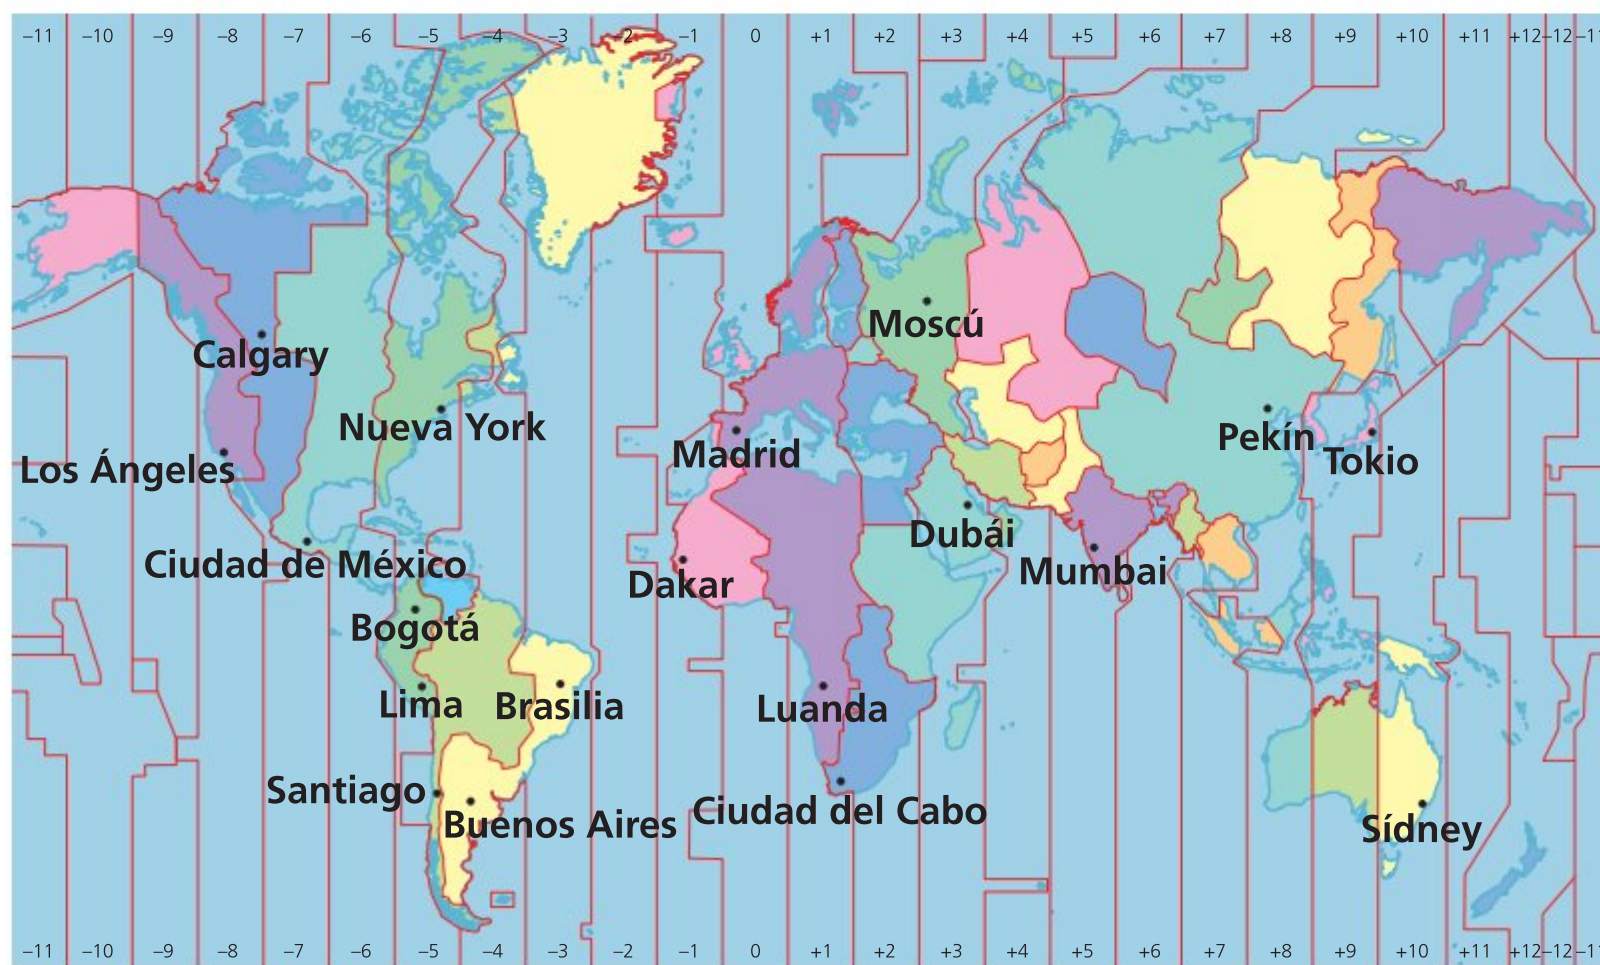 −11 −10 −9 −8 −7 −6 −5 −4 −3 −2 −1 0 +1 +2 +3 +4 +5 +6 +7 +8 +9 +10 +11 +12 −12 −11
Moscú
Calgary
Nueva York
Madrid
Pekín
Tokio
Los Ángeles
Dubái
Ciudad de México
Mumbai
Dakar
Bogotá
Lima
Brasilia
Luanda
Santiago
Buenos Aires
Ciudad del Cabo
Sídney
−11 −10 −9 −8 −7 −6 −5 −4 −3 −2 −1 0 +1 +2 +3 +4 +5 +6 +7 +8 +9 +10 +11 +12 −12 −11